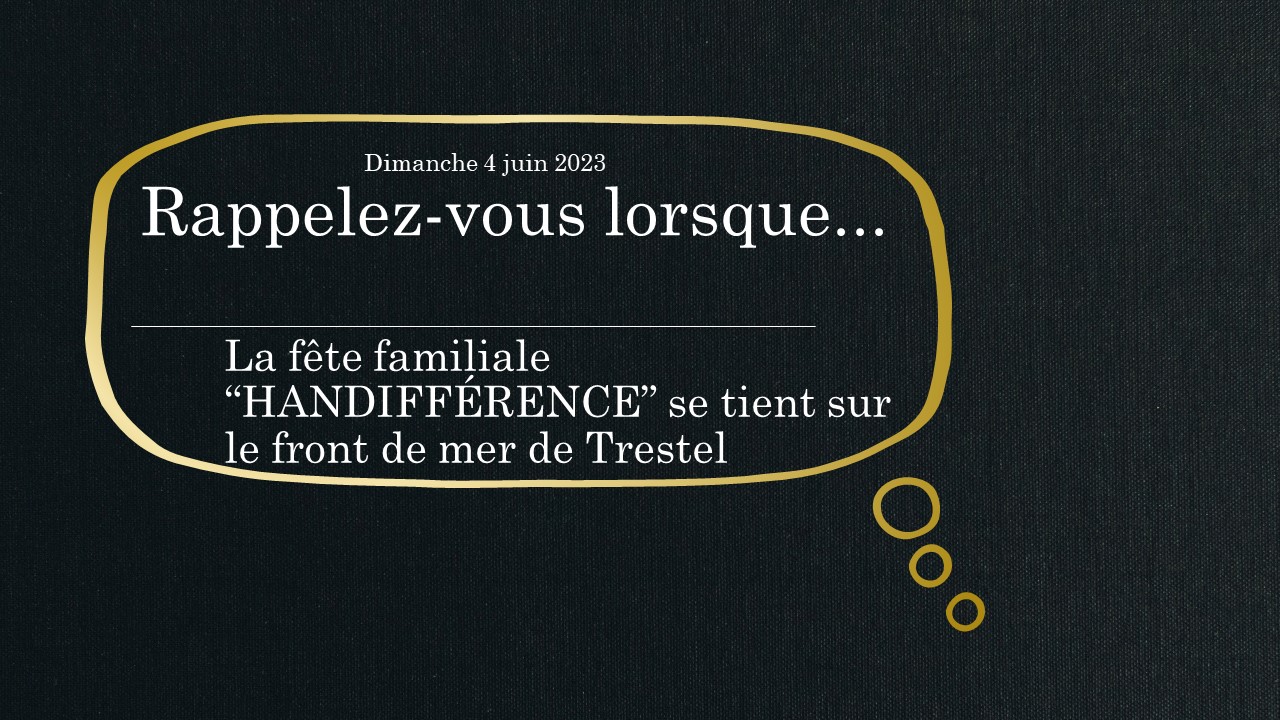 Dimanche 4 juin 2023
Rappelez-vous lorsque...
La fête familiale
“HANDIFFÉRENCE” se tient sur
le front de mer de Trestel